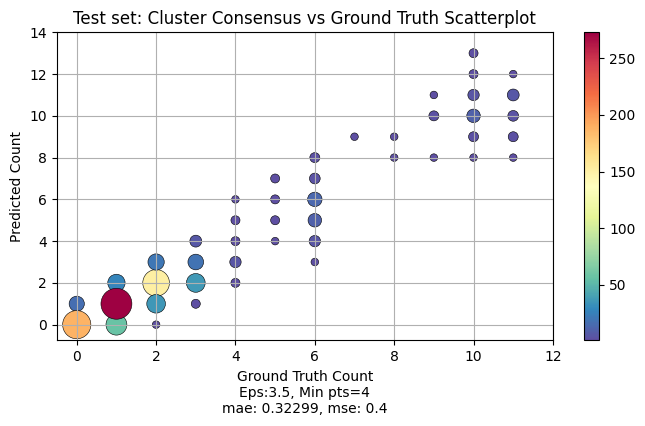 Test set: Cluster Consensus vs Ground Truth Scatterplot
Predicted Count
14
12
10
8
6
4
2
0
0 2 4 6 8 10 12
Ground Truth Count
Eps:3.5, Min pts=4
mae: 0.32299, mse: 0.4
250
200
150
100
50